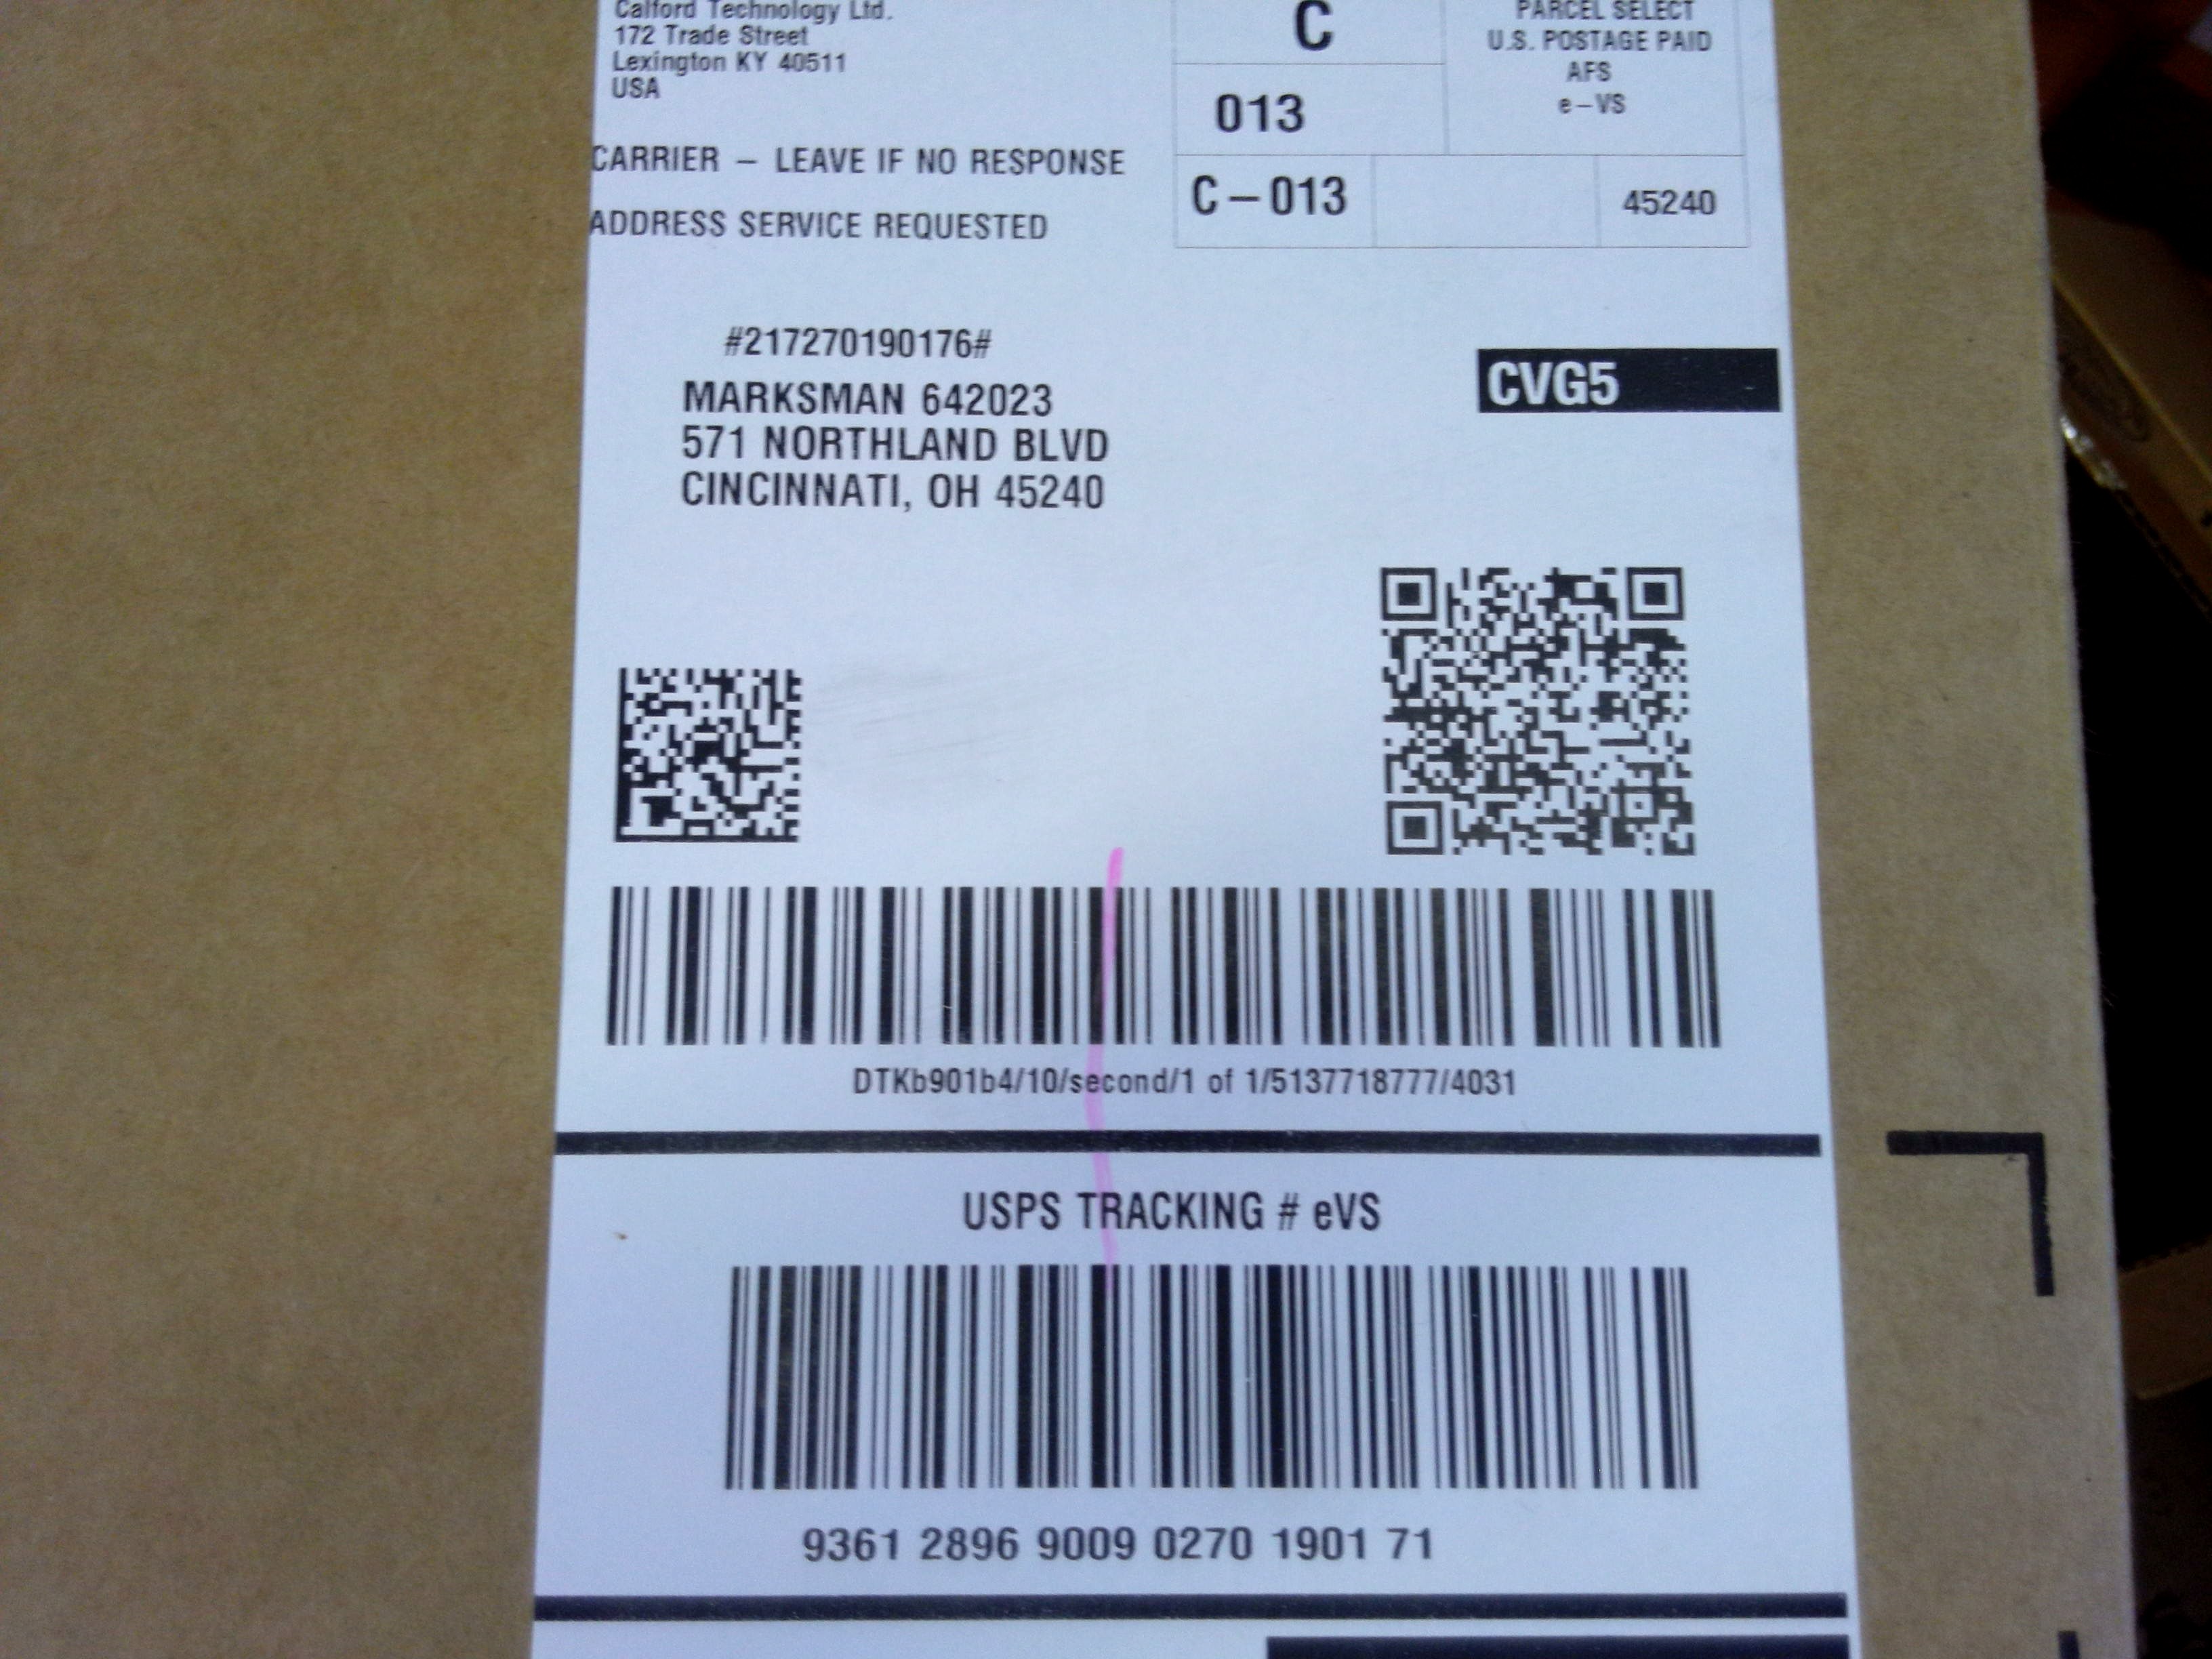 Calford Technology Ltd.
172 Trade Street
Lexington KY 40511
USA
C
013
C-013
45240
PARCEL SELECT
U.S. POSTAGE PAID
AFS
e-VS
CARRIER - LEAVE IF NO RESPONSE
ADDRESS SERVICE REQUESTED
#217270190176#
MARKSMAN 642023
571 NORTHLAND BLVD
CINCINNATI, OH 45240
CVG5
DTKb901b4/10/second/1 of 1/5137718777/4031
USPS TRACKING # eVS
9361 2896 9009 0270 1901 71